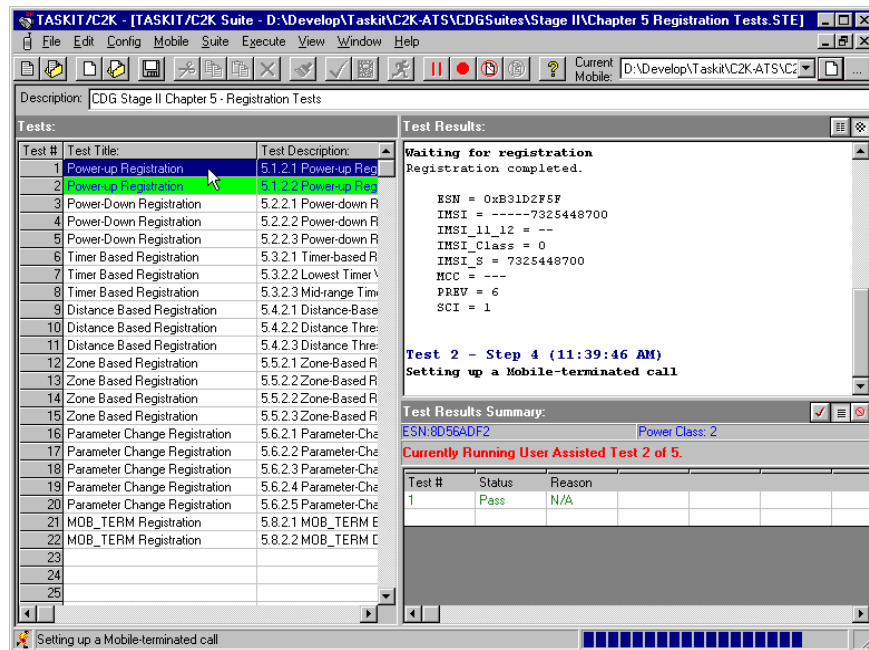 TASKIT/C2K - [TASKIT/C2K Suite - D:\Develop\Taskit\C2K-ATS\CDGSuites\Stage II\Chapter 5 Registration Tests.STE]
File Edit Config Mobile Suite Execute View Window Help
Current Mobile: D:\Develop\Taskit\C2K-ATS\C2 ...
Description: CDG Stage II Chapter 5 - Registration Tests
Tests:
Test # Test Title: Test Description:
1 Power-up Registration 5.1.2.1 Power-up Reg
2 Power-up Registration 5.1.2.2 Power-up Reg
3 Power-Down Registration 5.2.2.1 Power-down R
4 Power-Down Registration 5.2.2.2 Power-down R
5 Power-Down Registration 5.2.2.3 Power-down R
6 Timer Based Registration 5.3.2.1 Timer-based R
7 Timer Based Registration 5.3.2.2 Lowest Timer
8 Timer Based Registration 5.3.2.3 Mid-range Time
9 Distance Based Registration 5.4.2.1 Distance-Base
10 Distance Based Registration 5.4.2.2 Distance Thre
11 Distance Based Registration 5.4.2.3 Distance Thre
12 Zone Based Registration 5.5.2.1 Zone-Based R
13 Zone Based Registration 5.5.2.2 Zone-Based R
14 Zone Based Registration 5.5.2.2 Zone-Based R
15 Zone Based Registration 5.5.2.3 Zone-Based R
16 Parameter Change Registration 5.6.2.1 Parameter-Cha
17 Parameter Change Registration 5.6.2.2 Parameter-Cha
18 Parameter Change Registration 5.6.2.3 Parameter-Cha
19 Parameter Change Registration 5.6.2.4 Parameter-Cha
20 Parameter Change Registration 5.6.2.5 Parameter-Cha
21 MOB_TERM Registration 5.8.2.1 MOB_TERM E
22 MOB_TERM Registration 5.8.2.2 MOB_TERM D
23
24
25
Test Results:
Waiting for registration
Registration completed.
ESN = 0xB31D2F5F
IMSI = -----7325448700
IMSI_11_12 = --
IMSI_Class = 0
IMSI_S = 7325448700
MCC = ---
PREV = 6
SCI = 1
Test 2 - Step 4 (11:39:46 AM)
Setting up a Mobile-terminated call
Test Results Summary:
ESN:8D56ADF2 Power Class: 2
Currently Running User Assisted Test 2 of 5.
Test # Status Reason
1 Pass N/A
Setting up a Mobile-terminated call